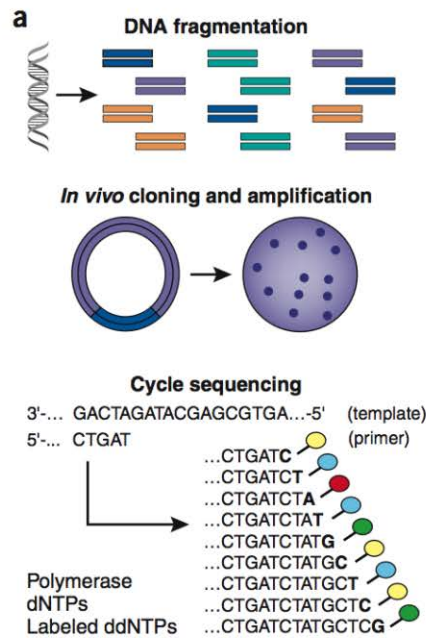 a
DNA fragmentation
In vivo cloning and amplification
Cycle sequencing
3'-... GACTAGATACGAGCGTGA...-5' (template)
5'-... CTGAT (primer)
...CTGATC
...CTGATCT
...CTGATCTA
...CTGATCTAT
...CTGATCTATG
...CTGATCTATGC
...CTGATCTATGCT
...CTGATCTATGCTC
...CTGATCTATGCTCG
Polymerase
dNTPs
Labeled ddNTPs